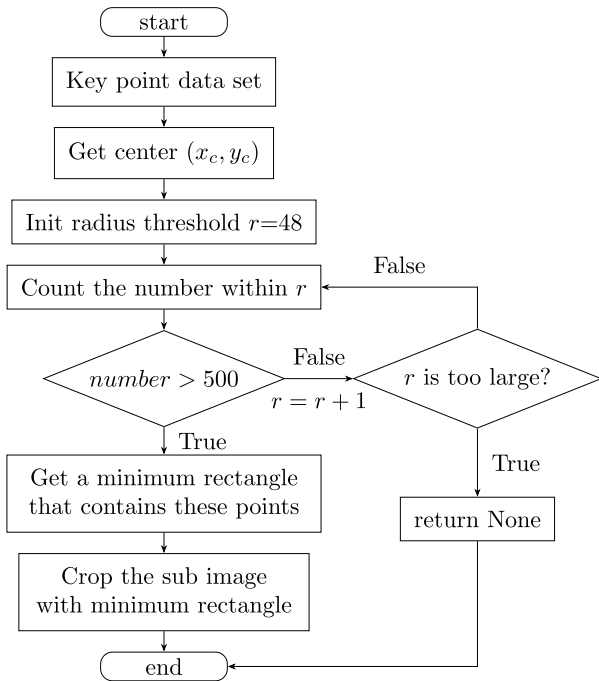 start
Key point data set
Get center (x_c, y_c)
Init radius threshold r=48
False
Count the number within r
number > 500
False
r = r + 1
r is too large?
True
True
Get a minimum rectangle
that contains these points
return None
Crop the sub image
with minimum rectangle
end